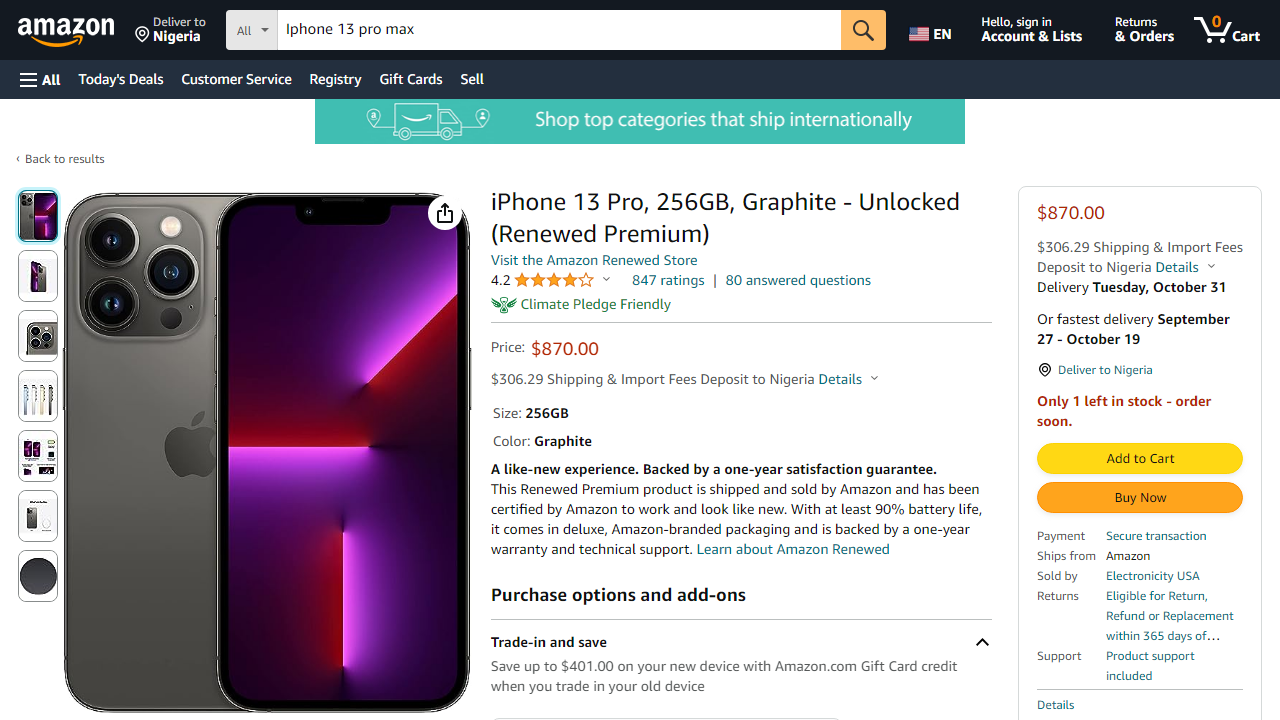 amazon
Deliver to
Nigeria
All
Iphone 13 pro max
EN
Hello, sign in
Account & Lists
Returns
& Orders
0
Cart
All
Today's Deals
Customer Service
Registry
Gift Cards
Sell
Shop top categories that ship internationally
‹ Back to results
iPhone 13 Pro, 256GB, Graphite - Unlocked
(Renewed Premium)
Visit the Amazon Renewed Store
4.2
847 ratings | 80 answered questions
Climate Pledge Friendly
Price: $870.00
$306.29 Shipping & Import Fees Deposit to Nigeria Details
Size: 256GB
Color: Graphite
A like-new experience. Backed by a one-year satisfaction guarantee.
This Renewed Premium product is shipped and sold by Amazon and has been
certified by Amazon to work and look like new. With at least 90% battery life,
it comes in deluxe, Amazon-branded packaging and is backed by a one-year
warranty and technical support. Learn about Amazon Renewed
Purchase options and add-ons
Trade-in and save
Save up to $401.00 on your new device with Amazon.com Gift Card credit
when you trade in your old device
$870.00
$306.29 Shipping & Import Fees
Deposit to Nigeria Details
Delivery Tuesday, October 31
Or fastest delivery September
27 - October 19
Deliver to Nigeria
Only 1 left in stock - order
soon.
Add to Cart
Buy Now
Payment Secure transaction
Ships from Amazon
Sold by Electronicity USA
Returns Eligible for Return,
Refund or Replacement
within 365 days of…
Support Product support
included
Details